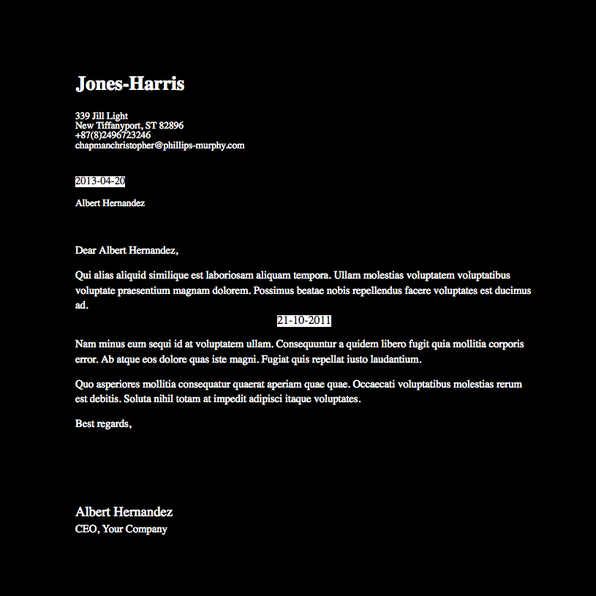 Jones-Harris
339 Jill Light
New Tiffanyport, ST 82896
+87(8)2496723246
chapmanchristopher@phillips-murphy.com
2013-04-20
Albert Hernandez
Dear Albert Hernandez,
Qui alias aliquid similique est laboriosam aliquam tempora. Ullam molestias voluptatem voluptatibus
voluptate praesentium magnam dolorem. Possimus beatae nobis repellendus facere voluptates est ducimus
ad.
21-10-2011
Nam minus eum sequi id at voluptatem ullam. Consequuntur a quidem libero fugit quia mollitia corporis
error. Ab atque eos dolore quas iste magni. Fugiat quis repellat iusto laudantium.
Quo asperiores mollitia consequatur quaerat aperiam quae quae. Occaecati voluptatibus molestias rerum
est debitis. Soluta nihil totam at impedit adipisci itaque voluptates.
Best regards,
Albert Hernandez
CEO, Your Company